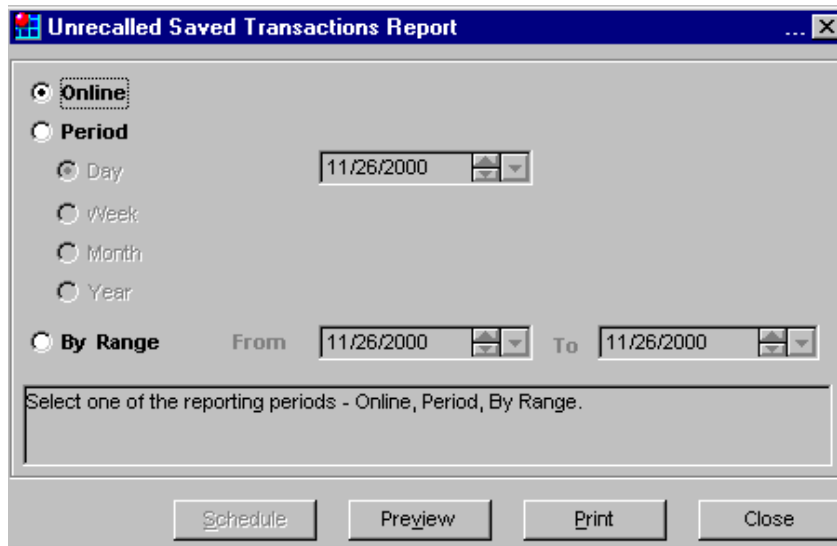 Unrecalled Saved Transactions Report ...
Online
Period
Day 11/26/2000
Week
Month
Year
By Range From 11/26/2000 To 11/26/2000
Select one of the reporting periods - Online, Period, By Range.
Schedule Preview Print Close